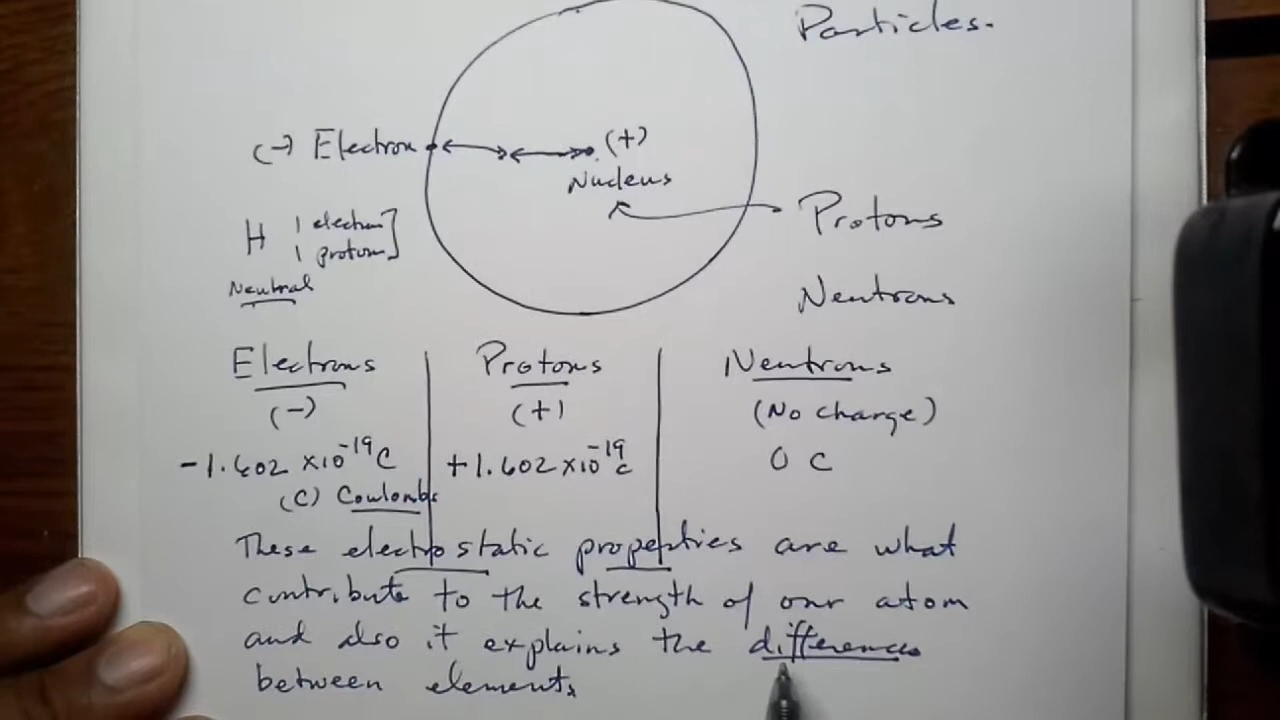 Particles.
(-) Electron
(+)
Nucleus
H 1 electron
1 proton
Neutral
Protons
Neutrons
Electrons
(-)
-1.602 x10^-19 C
(C) Coulombs
Protons
(+)
+1.602 x10^-19 C
Neutrons
(No charge)
0 C
These electrostatic properties are what
contribute to the strength of our atom
and also it explains the differences
between elements